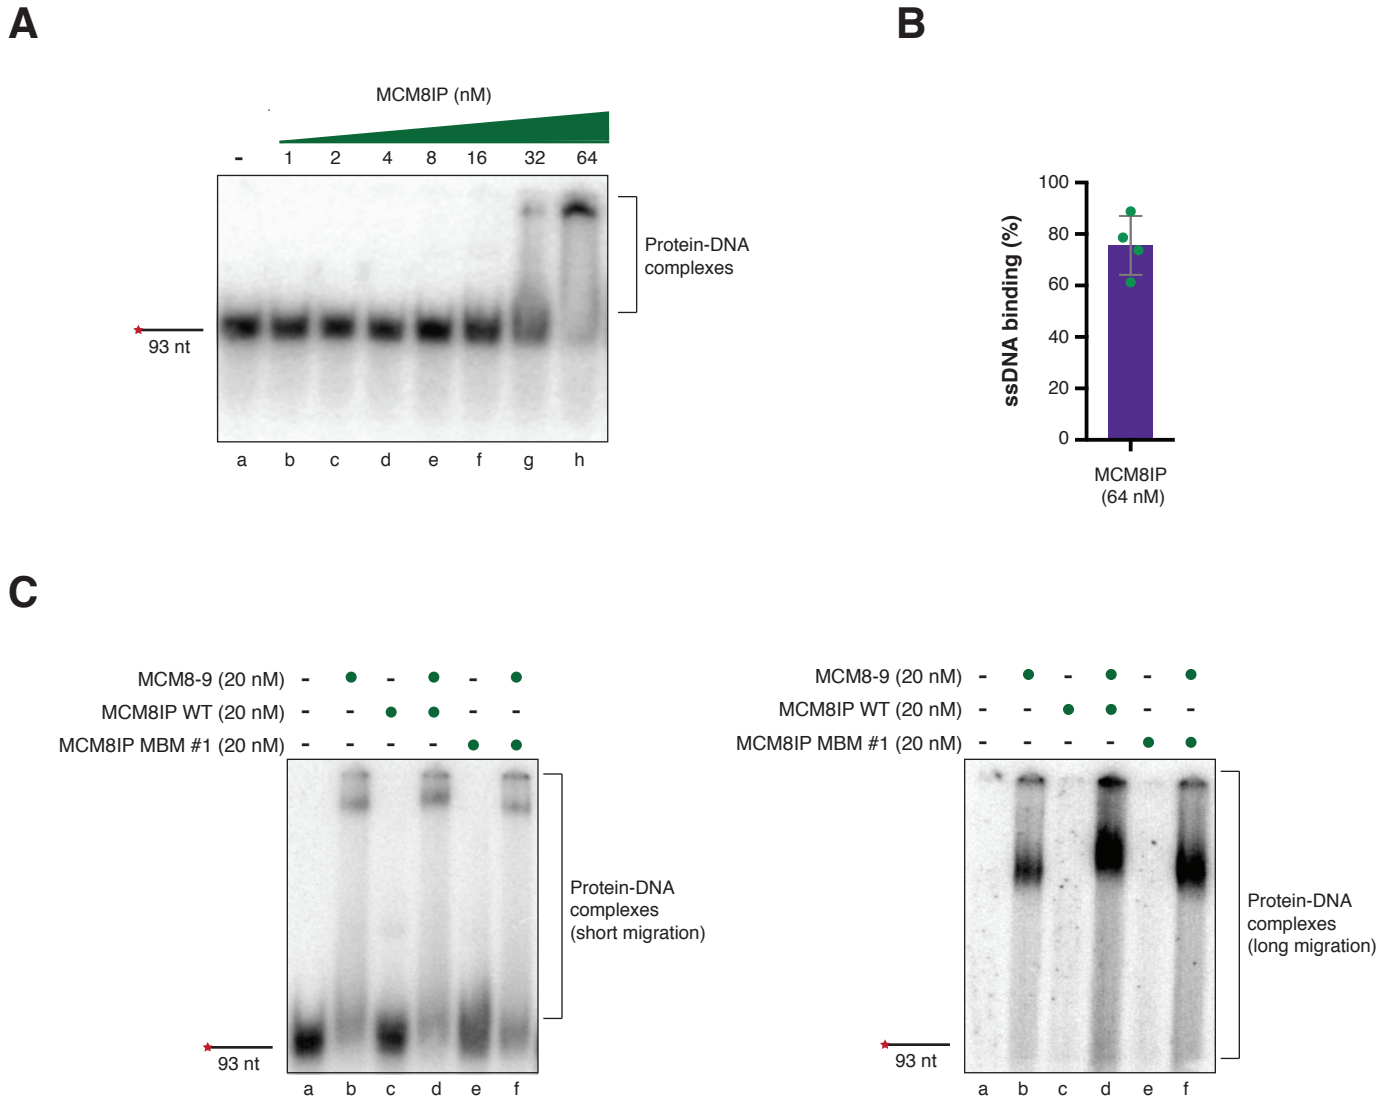 A
B
MCM8IP (nM)
- 1 2 4 8 16 32 64
Protein-DNA
complexes
93 nt
a b c d e f g h
ssDNA binding (%)
100
80
60
40
20
0
MCM8IP
(64 nM)
C
MCM8-9 (20 nM) - - - -
MCM8IP WT (20 nM) - - - -
MCM8IP MBM #1 (20 nM) - - - -
Protein-DNA
complexes
(short migration)
93 nt
a b c d e f
MCM8-9 (20 nM) - - -
MCM8IP WT (20 nM) - - - -
MCM8IP MBM #1 (20 nM) - - - -
Protein-DNA
complexes
(long migration)
93 nt
a b c d e f